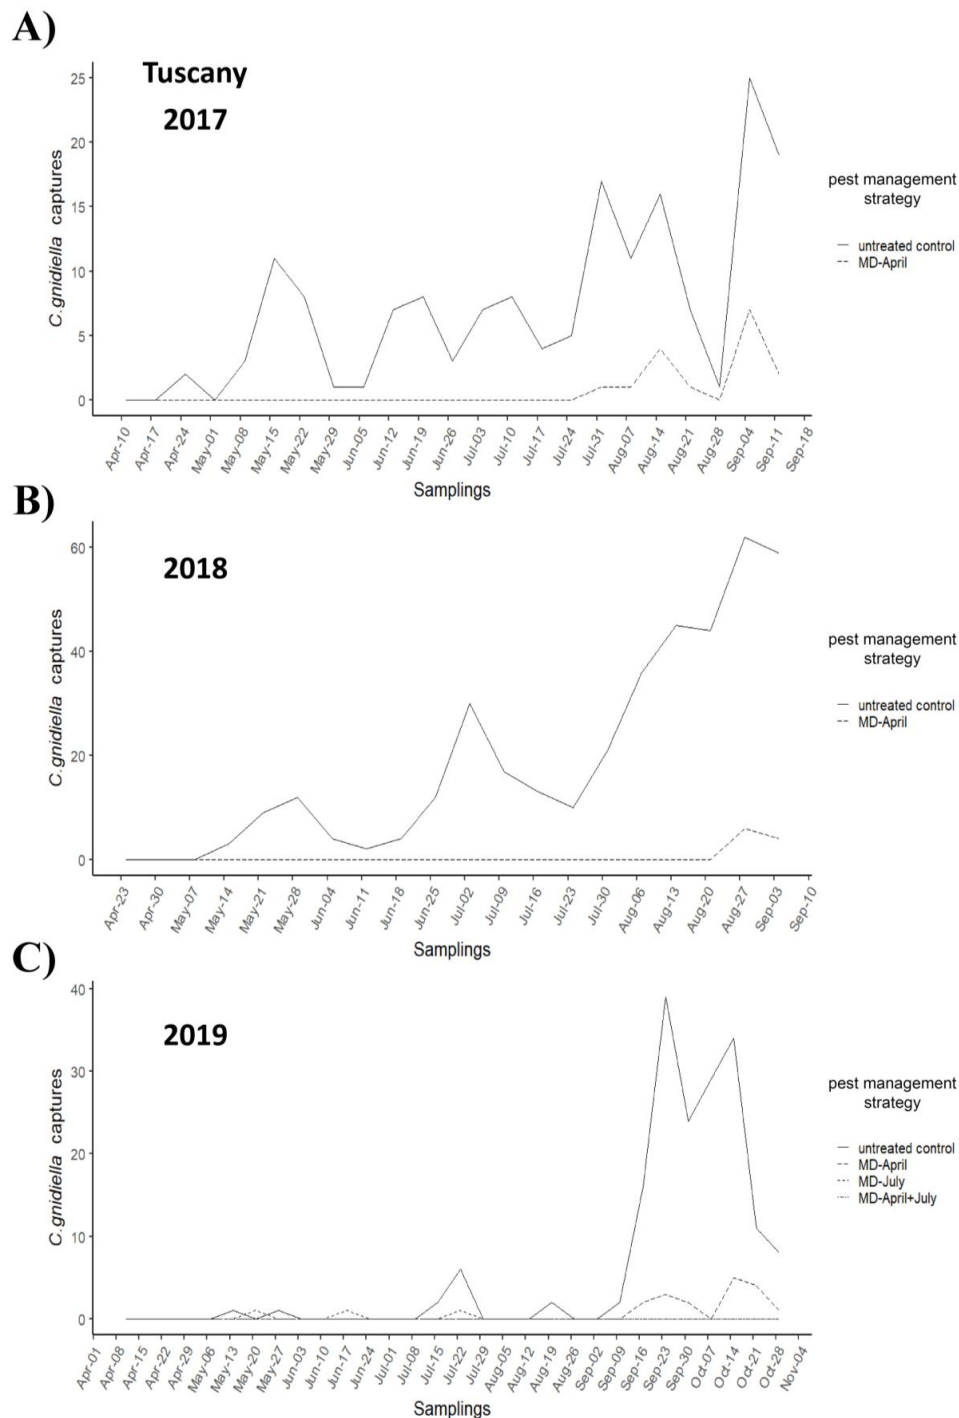 A)
Tuscany
2017
C.gnidiella captures
25
20
15
10
5
0
Apr-10
Apr-17
Apr-24
May-01
May-08
May-15
May-22
May-29
Jun-05
Jun-12
Jun-19
Jun-26
Jul-03
Jul-10
Jul-17
Jul-24
Jul-31
Aug-07
Aug-14
Aug-21
Aug-28
Sep-04
Sep-11
Sep-18
Samplings
pest management
strategy
untreated control
MD-April
B)
2018
C.gnidiella captures
60
40
20
0
Apr-23
Apr-30
May-07
May-14
May-21
May-28
Jun-04
Jun-11
Jun-18
Jun-25
Jul-02
Jul-09
Jul-16
Jul-23
Jul-30
Aug-06
Aug-13
Aug-20
Aug-27
Sep-03
Sep-10
Samplings
pest management
strategy
untreated control
MD-April
C)
2019
C.gnidiella captures
40
30
20
10
0
Apr-01
Apr-08
Apr-15
Apr-22
Apr-29
May-06
May-13
May-20
May-27
Jun-03
Jun-10
Jun-17
Jun-24
Jul-01
Jul-08
Jul-15
Jul-22
Jul-29
Aug-05
Aug-12
Aug-19
Aug-26
Sep-02
Sep-09
Sep-16
Sep-23
Sep-30
Oct-07
Oct-14
Oct-21
Oct-28
Nov-04
Samplings
pest management
strategy
untreated control
MD-April
MD-July
MD-April+July